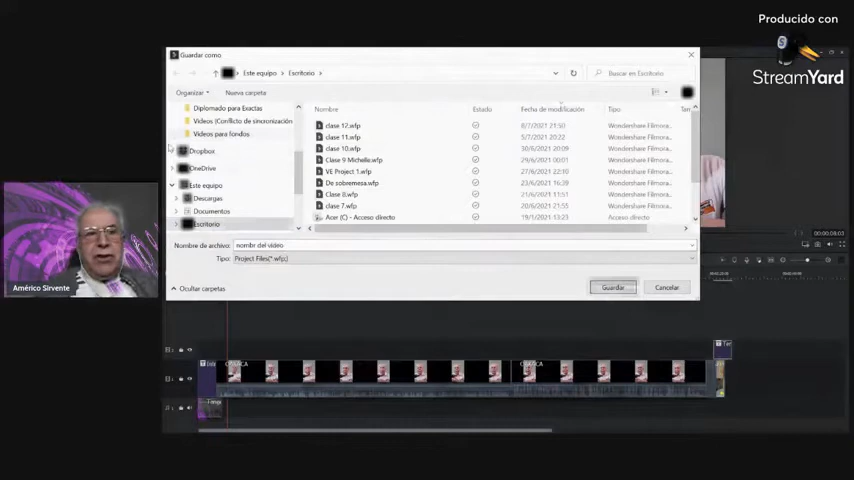 Producido con
StreamYard
Guardar como
Este equipo > Escritorio >
Buscar en Escritorio
Organizar
Nueva carpeta
Diplomado para Exactas
Videos (Conflicto de sincronización
Videos para fondos
Dropbox
OneDrive
Este equipo
Descargas
Documentos
Escritorio
Nombre Estado Fecha de modificación Tipo Tam
clase 12.wfp 8/7/2021 21:50 Wondershare Filmora...
clase 11.wfp 5/7/2021 20:22 Wondershare Filmora...
clase 10.wfp 30/6/2021 20:09 Wondershare Filmora...
Clase 9 Michelle.wfp 29/6/2021 00:01 Wondershare Filmora...
VE Project 1.wfp 27/6/2021 22:10 Wondershare Filmora...
De sobremesa.wfp 23/6/2021 16:39 Wondershare Filmora...
Clase 8.wfp 21/6/2021 11:51 Wondershare Filmora...
clase 7.wfp 20/6/2021 21:55 Wondershare Filmora...
Acer (C) - Acceso directo 19/1/2021 13:23 Acceso directo
Nombre de archivo: nombr del video
Tipo: Project Files(*.wfp;)
Ocultar carpetas
Guardar
Cancelar
Américo Sirvente